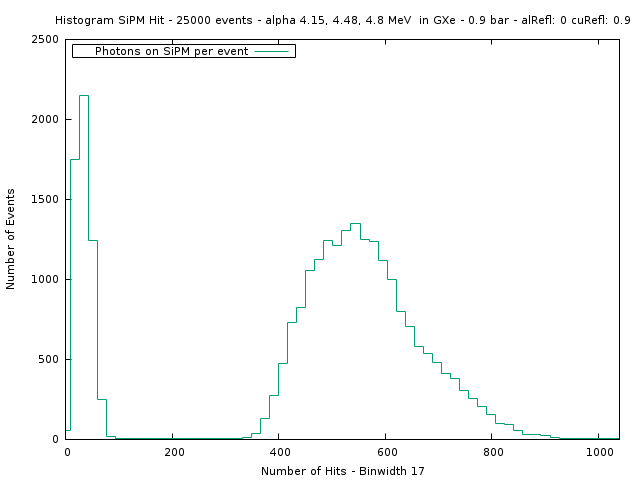 Histogram SiPM Hit - 25000 events - alpha 4.15, 4.48, 4.8 MeV  in GXe - 0.9 bar - alRefl: 0 cuRefl: 0.9
2500
Photons on SiPM per event
2000
1500
Number of Events
1000
500
0
0 200 400 600 800 1000
Number of Hits - Binwidth 17